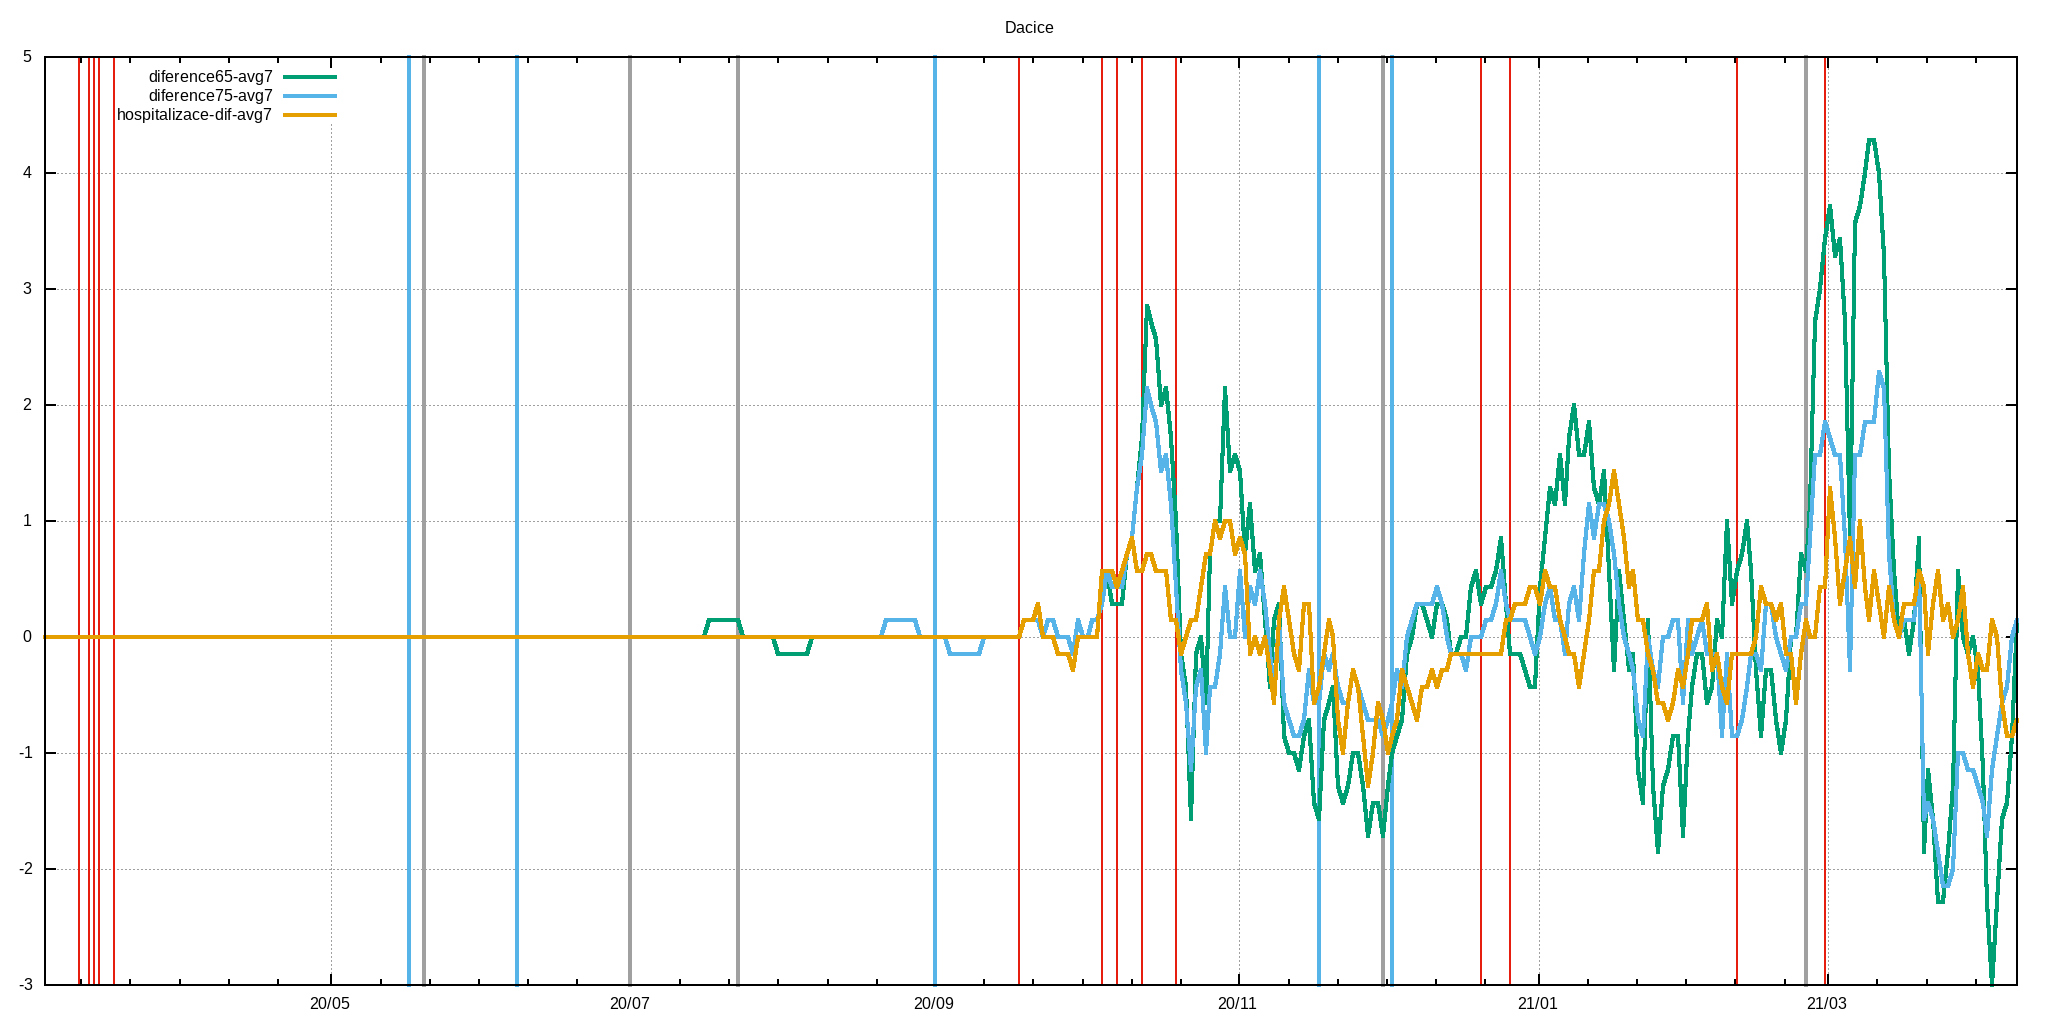 Dacice
5
diference65-avg7
diference75-avg7
hospitalizace-dif-avg7
4
3
2
1
0
-1
-2
-3
20/05 20/07 20/09 20/11 21/01 21/03